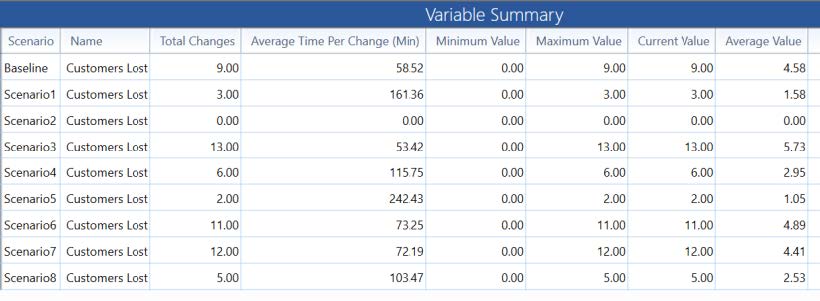 Variable Summary
Scenario Name Total Changes Average Time Per Change (Min) Minimum Value Maximum Value Current Value Average Value
Baseline Customers Lost 9.00 58.52 0.00 9.00 9.00 4.58
Scenario1 Customers Lost 3.00 161.36 0.00 3.00 3.00 1.58
Scenario2 Customers Lost 0.00 0.00 0.00 0.00 0.00 0.00
Scenario3 Customers Lost 13.00 53.42 0.00 13.00 13.00 5.73
Scenario4 Customers Lost 6.00 115.75 0.00 6.00 6.00 2.95
Scenario5 Customers Lost 2.00 242.43 0.00 2.00 2.00 1.05
Scenario6 Customers Lost 11.00 73.25 0.00 11.00 11.00 4.89
Scenario7 Customers Lost 12.00 72.19 0.00 12.00 12.00 4.41
Scenario8 Customers Lost 5.00 103.47 0.00 5.00 5.00 2.53